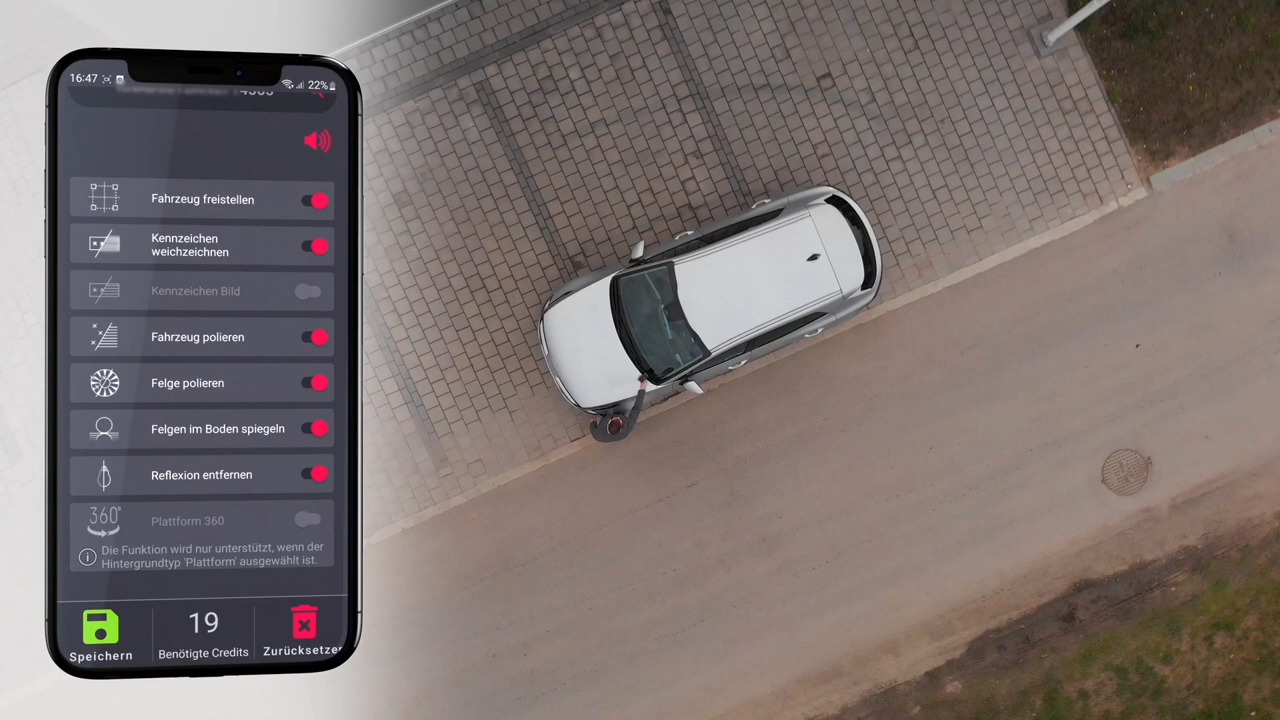 16:47
22%
Fahrzeug freistellen
Kennzeichen
weichzeichnen
Kennzeichen Bild
Fahrzeug polieren
Felge polieren
Felgen im Boden spiegeln
Reflexion entfernen
360°
Plattform 360
Die Funktion wird nur unterstützt, wenn der
Hintergrundtyp 'Plattform' ausgewählt ist.
19
Speichern
Benötigte Credits
Zurücksetzen